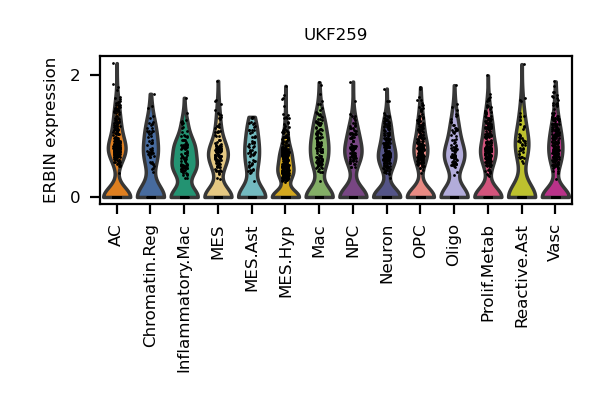 UKF259
ERBIN expression
2
0
AC
Chromatin.Reg
Inflammatory.Mac
MES
MES.Ast
MES.Hyp
Mac
NPC
Neuron
OPC
Oligo
Prolif.Metab
Reactive.Ast
Vasc